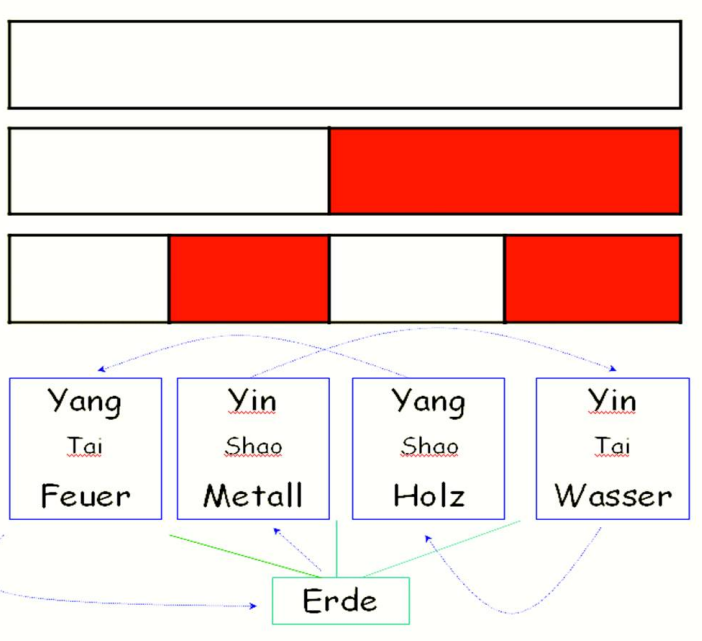 Yang
Tai
Feuer
Yin
Shao
Metall
Yang
Shao
Holz
Yin
Tai
Wasser
Erde